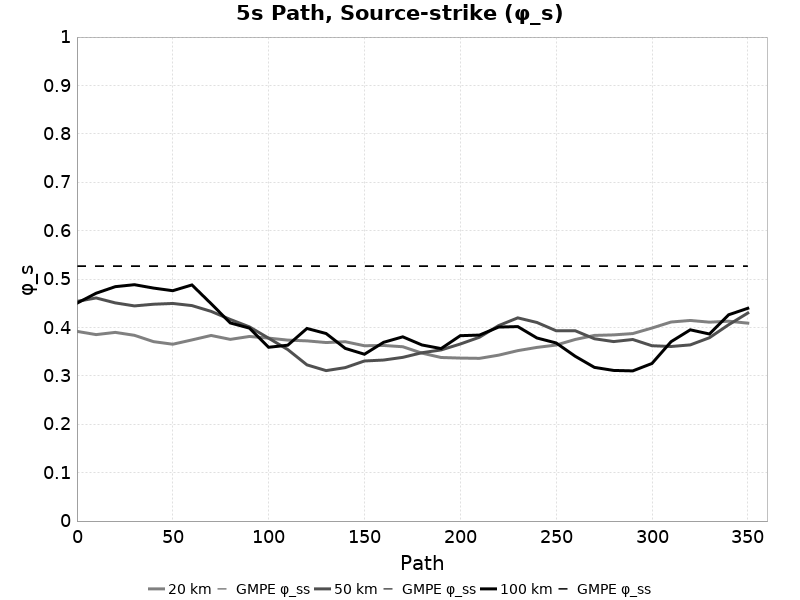 5s Path, Source-strike (φ_s)
φ_s
1
0.9
0.8
0.7
0.6
0.5
0.4
0.3
0.2
0.1
0
0 50 100 150 200 250 300 350
Path
20 km GMPE φ_ss 50 km GMPE φ_ss 100 km GMPE φ_ss